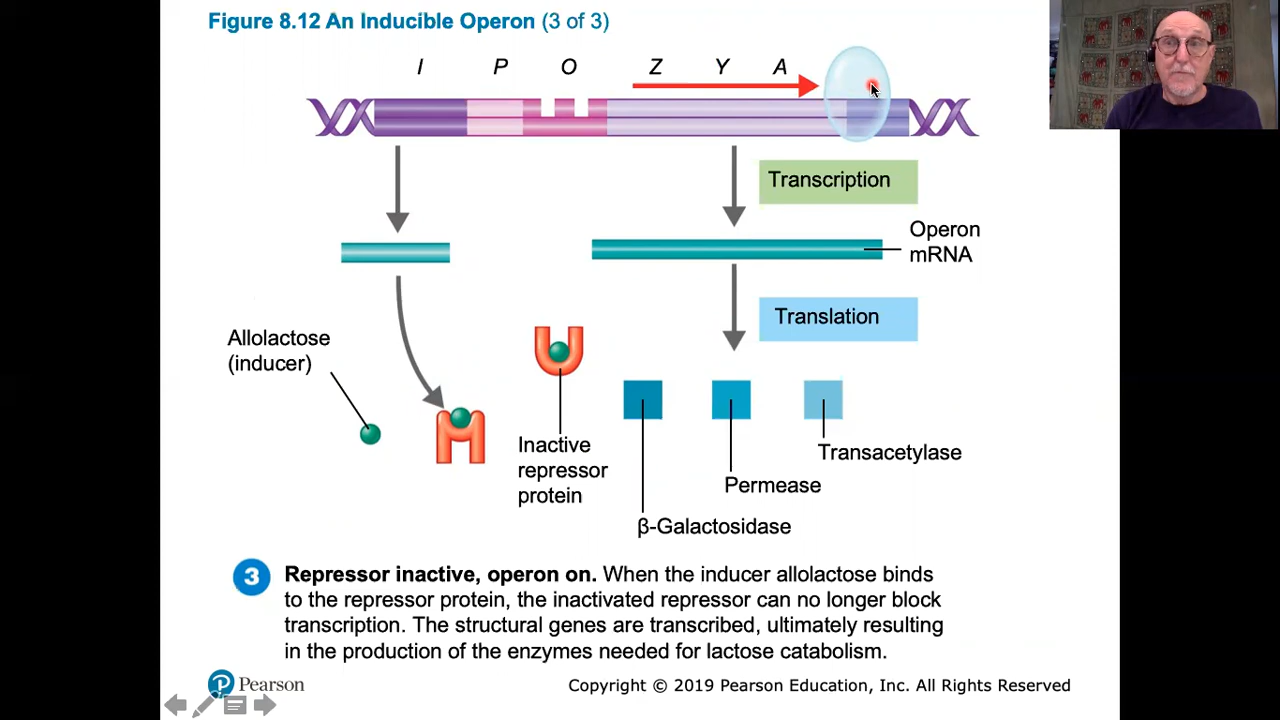 Figure 8.12 An Inducible Operon (3 of 3)
I P O Z Y A
Transcription
Operon
mRNA
Translation
Allolactose
(inducer)
Inactive
repressor
protein
Transacetylase
Permease
β-Galactosidase
3 Repressor inactive, operon on. When the inducer allolactose binds
to the repressor protein, the inactivated repressor can no longer block
transcription. The structural genes are transcribed, ultimately resulting
in the production of the enzymes needed for lactose catabolism.
P Pearson
Copyright © 2019 Pearson Education, Inc. All Rights Reserved